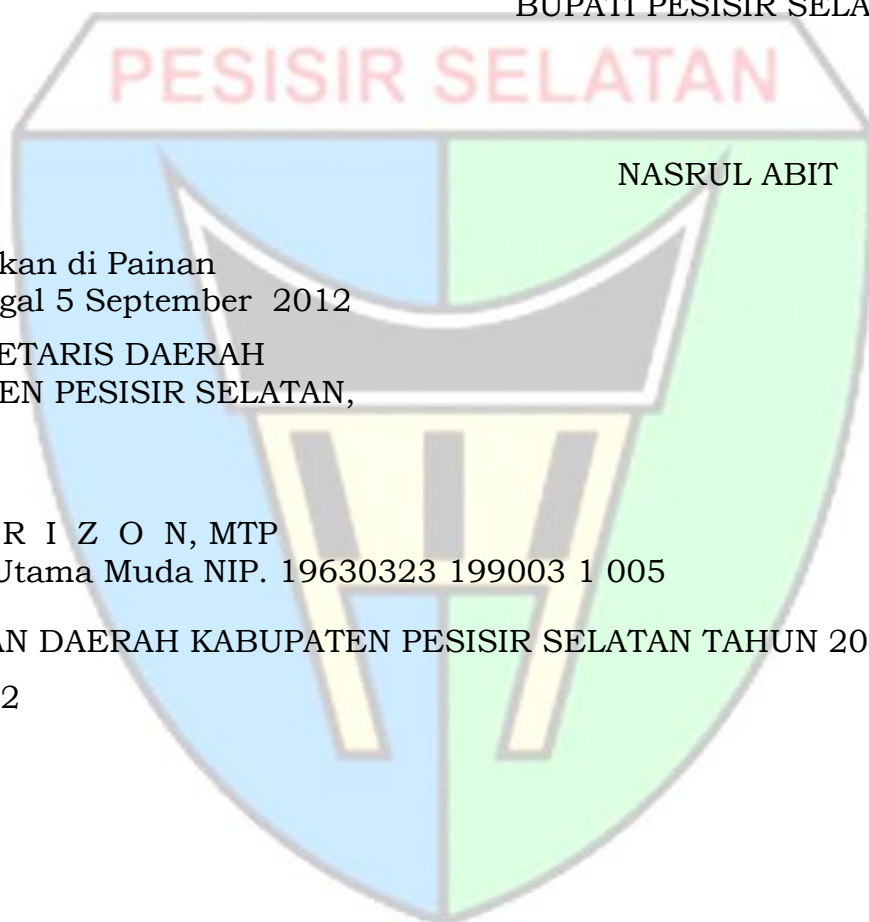 BUPATI PESISIR SELA
PESISIR SELATAN
NASRUL ABIT
kan di Painan
gal 5 September 2012
ETARIS DAERAH
EN PESISIR SELATAN,
R I Z O N, MTP
Utama Muda NIP. 19630323 199003 1 005
AN DAERAH KABUPATEN PESISIR SELATAN TAHUN 20
2